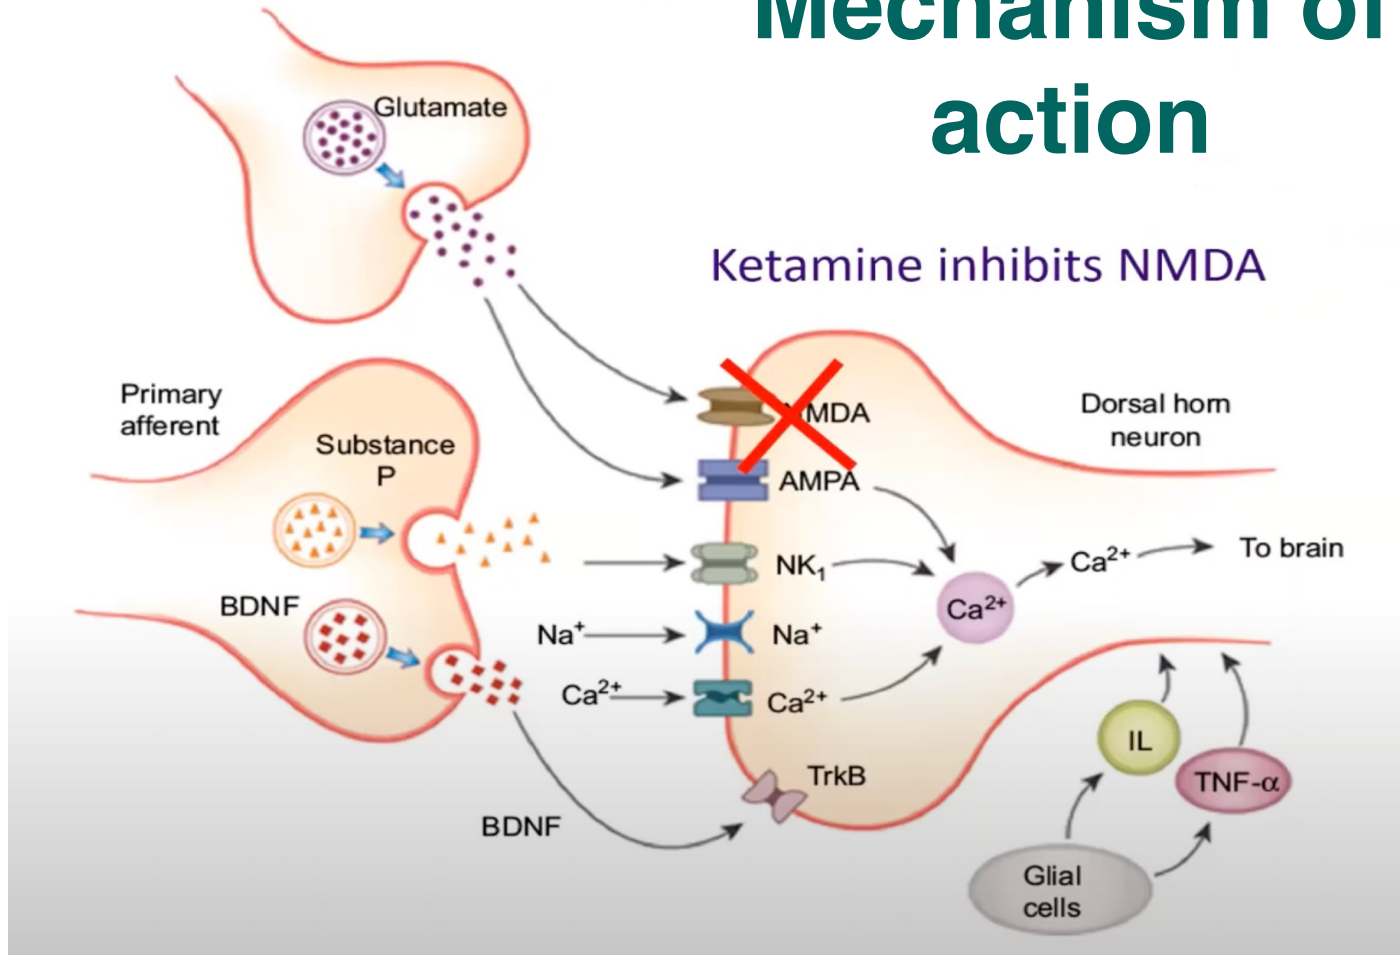 Mechanism of
action
Glutamate
Ketamine inhibits NMDA
Primary
afferent
Substance
P
NMDA
Dorsal horn
neuron
AMPA
NK₁
Ca²⁺
To brain
Ca²⁺
BDNF
Na⁺
Na⁺
Ca²⁺
Ca²⁺
TrkB
BDNF
IL
TNF-α
Glial
cells